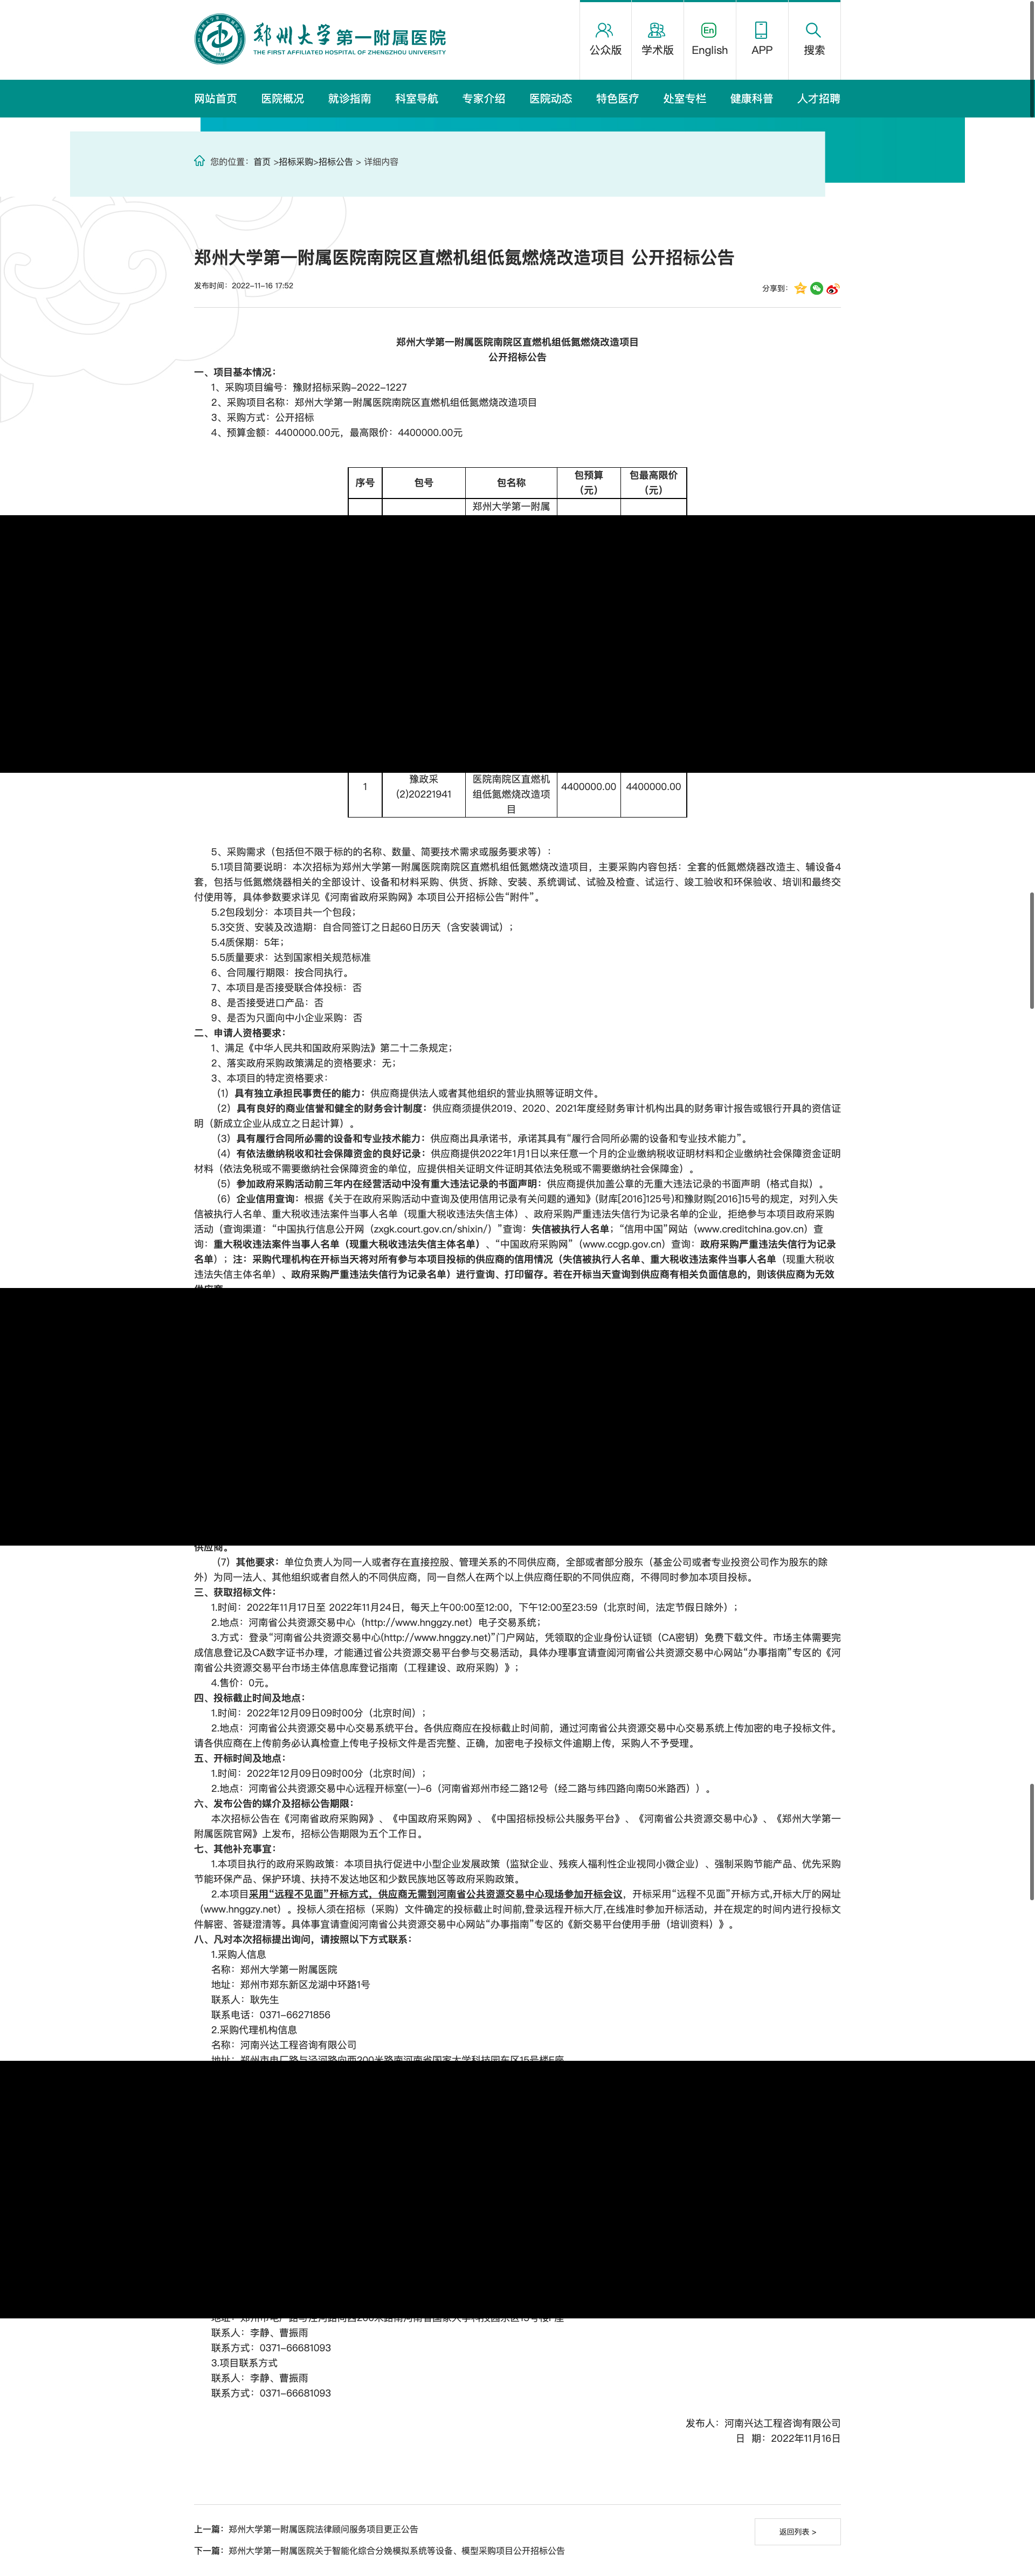 郑州大学第一附属医院
THE FIRST AFFILIATED HOSPITAL OF ZHENGZHOU UNIVERSITY
公众版 学术版 English APP 搜索
网站首页 医院概况 就诊指南 科室导航 专家介绍 医院动态 特色医疗 处室专栏 健康科普 人才招聘
您的位置：首页 >招标采购>招标公告 > 详细内容
郑州大学第一附属医院南院区直燃机组低氮燃烧改造项目 公开招标公告
发布时间：2022-11-16 17:52
分享到：
郑州大学第一附属医院南院区直燃机组低氮燃烧改造项目
公开招标公告
一、项目基本情况：
1、采购项目编号：豫财招标采购-2022-1227
2、采购项目名称：郑州大学第一附属医院南院区直燃机组低氮燃烧改造项目
3、采购方式：公开招标
4、预算金额：4400000.00元，最高限价：4400000.00元
序号 包号 包名称 包预算（元） 包最高限价（元）
郑州大学第一附属
1 豫政采(2)20221941 医院南院区直燃机组低氮燃烧改造项目 4400000.00 4400000.00
5、采购需求（包括但不限于标的的名称、数量、简要技术需求或服务要求等）：
5.1项目简要说明：本次招标为郑州大学第一附属医院南院区直燃机组低氮燃烧改造项目，主要采购内容包括：全套的低氮燃烧器改造主、辅设备4
套，包括与低氮燃烧器相关的全部设计、设备和材料采购、供货、拆除、安装、系统调试、试验及检查、试运行、竣工验收和环保验收、培训和最终交
付使用等，具体参数要求详见《河南省政府采购网》本项目公开招标公告“附件”。
5.2包段划分：本项目共一个包段；
5.3交货、安装及改造期：自合同签订之日起60日历天（含安装调试）；
5.4质保期：5年；
5.5质量要求：达到国家相关规范标准
6、合同履行期限：按合同执行。
7、本项目是否接受联合体投标：否
8、是否接受进口产品：否
9、是否为只面向中小企业采购：否
二、申请人资格要求：
1、满足《中华人民共和国政府采购法》第二十二条规定；
2、落实政府采购政策满足的资格要求：无；
3、本项目的特定资格要求：
（1）具有独立承担民事责任的能力：供应商提供法人或者其他组织的营业执照等证明文件。
（2）具有良好的商业信誉和健全的财务会计制度：供应商须提供2019、2020、2021年度经财务审计机构出具的财务审计报告或银行开具的资信证
明（新成立企业从成立之日起计算）。
（3）具有履行合同所必需的设备和专业技术能力：供应商出具承诺书，承诺其具有“履行合同所必需的设备和专业技术能力”。
（4）有依法缴纳税收和社会保障资金的良好记录：供应商提供2022年1月1日以来任意一个月的企业缴纳税收证明材料和企业缴纳社会保障资金证明
材料（依法免税或不需要缴纳社会保障资金的单位，应提供相关证明文件证明其依法免税或不需要缴纳社会保障金）。
（5）参加政府采购活动前三年内在经营活动中没有重大违法记录的书面声明：供应商提供加盖公章的无重大违法记录的书面声明（格式自拟）。
（6）企业信用查询：根据《关于在政府采购活动中查询及使用信用记录有关问题的通知》(财库[2016]125号)和豫财购[2016]15号的规定，对列入失
信被执行人名单、重大税收违法案件当事人名单（现重大税收违法失信主体）、政府采购严重违法失信行为记录名单的企业，拒绝参与本项目政府采购
活动（查询渠道：“中国执行信息公开网（zxgk.court.gov.cn/shixin/）”查询：失信被执行人名单；“信用中国”网站（www.creditchina.gov.cn）查
询：重大税收违法案件当事人名单（现重大税收违法失信主体名单）、“中国政府采购网”（www.ccgp.gov.cn）查询：政府采购严重违法失信行为记录
名单）；注：采购代理机构在开标当天将对所有参与本项目投标的供应商的信用情况（失信被执行人名单、重大税收违法案件当事人名单（现重大税收
违法失信主体名单）、政府采购严重违法失信行为记录名单）进行查询、打印留存。若在开标当天查询到供应商有相关负面信息的，则该供应商为无效
供应商。
（7）其他要求：单位负责人为同一人或者存在直接控股、管理关系的不同供应商，全部或者部分股东（基金公司或者专业投资公司作为股东的除
外）为同一法人、其他组织或者自然人的不同供应商，同一自然人在两个以上供应商任职的不同供应商，不得同时参加本项目投标。
三、获取招标文件：
1.时间：2022年11月17日至 2022年11月24日，每天上午00:00至12:00，下午12:00至23:59（北京时间，法定节假日除外）；
2.地点：河南省公共资源交易中心（http://www.hnggzy.net）电子交易系统；
3.方式：登录“河南省公共资源交易中心(http://www.hnggzy.net)”门户网站，凭领取的企业身份认证锁（CA密钥）免费下载文件。市场主体需要完
成信息登记及CA数字证书办理，才能通过省公共资源交易平台参与交易活动，具体办理事宜请查阅河南省公共资源交易中心网站“办事指南”专区的《河
南省公共资源交易平台市场主体信息库登记指南（工程建设、政府采购）》；
4.售价：0元。
四、投标截止时间及地点：
1.时间：2022年12月09日09时00分（北京时间）；
2.地点：河南省公共资源交易中心交易系统平台。各供应商应在投标截止时间前，通过河南省公共资源交易中心交易系统上传加密的电子投标文件。
请各供应商在上传前务必认真检查上传电子投标文件是否完整、正确，加密电子投标文件逾期上传，采购人不予受理。
五、开标时间及地点：
1.时间：2022年12月09日09时00分（北京时间）；
2.地点：河南省公共资源交易中心远程开标室(一)-6（河南省郑州市经二路12号（经二路与纬四路向南50米路西））。
六、发布公告的媒介及招标公告期限：
本次招标公告在《河南省政府采购网》、《中国政府采购网》、《中国招标投标公共服务平台》、《河南省公共资源交易中心》、《郑州大学第一
附属医院官网》上发布，招标公告期限为五个工作日。
七、其他补充事宜：
1.本项目执行的政府采购政策：本项目执行促进中小型企业发展政策（监狱企业、残疾人福利性企业视同小微企业）、强制采购节能产品、优先采购
节能环保产品、保护环境、扶持不发达地区和少数民族地区等政府采购政策。
2.本项目采用“远程不见面”开标方式，供应商无需到河南省公共资源交易中心现场参加开标会议，开标采用“远程不见面”开标方式,开标大厅的网址
（www.hnggzy.net）。投标人须在招标（采购）文件确定的投标截止时间前,登录远程开标大厅,在线准时参加开标活动，并在规定的时间内进行投标文
件解密、答疑澄清等。具体事宜请查阅河南省公共资源交易中心网站“办事指南”专区的《新交易平台使用手册（培训资料）》。
八、凡对本次招标提出询问，请按照以下方式联系：
1.采购人信息
名称：郑州大学第一附属医院
地址：郑州市郑东新区龙湖中环路1号
联系人：耿先生
联系电话：0371-66271856
2.采购代理机构信息
名称：河南兴达工程咨询有限公司
地址：郑州市电厂路与泾河路向西200米路南河南省国家大学科技园东区15号楼F座
联系人：李静、曹振雨
联系方式：0371-66681093
3.项目联系方式
联系人：李静、曹振雨
联系方式：0371-66681093
发布人：河南兴达工程咨询有限公司
日 期：2022年11月16日
上一篇：郑州大学第一附属医院法律顾问服务项目更正公告
返回列表 >
下一篇：郑州大学第一附属医院关于智能化综合分娩模拟系统等设备、模型采购项目公开招标公告